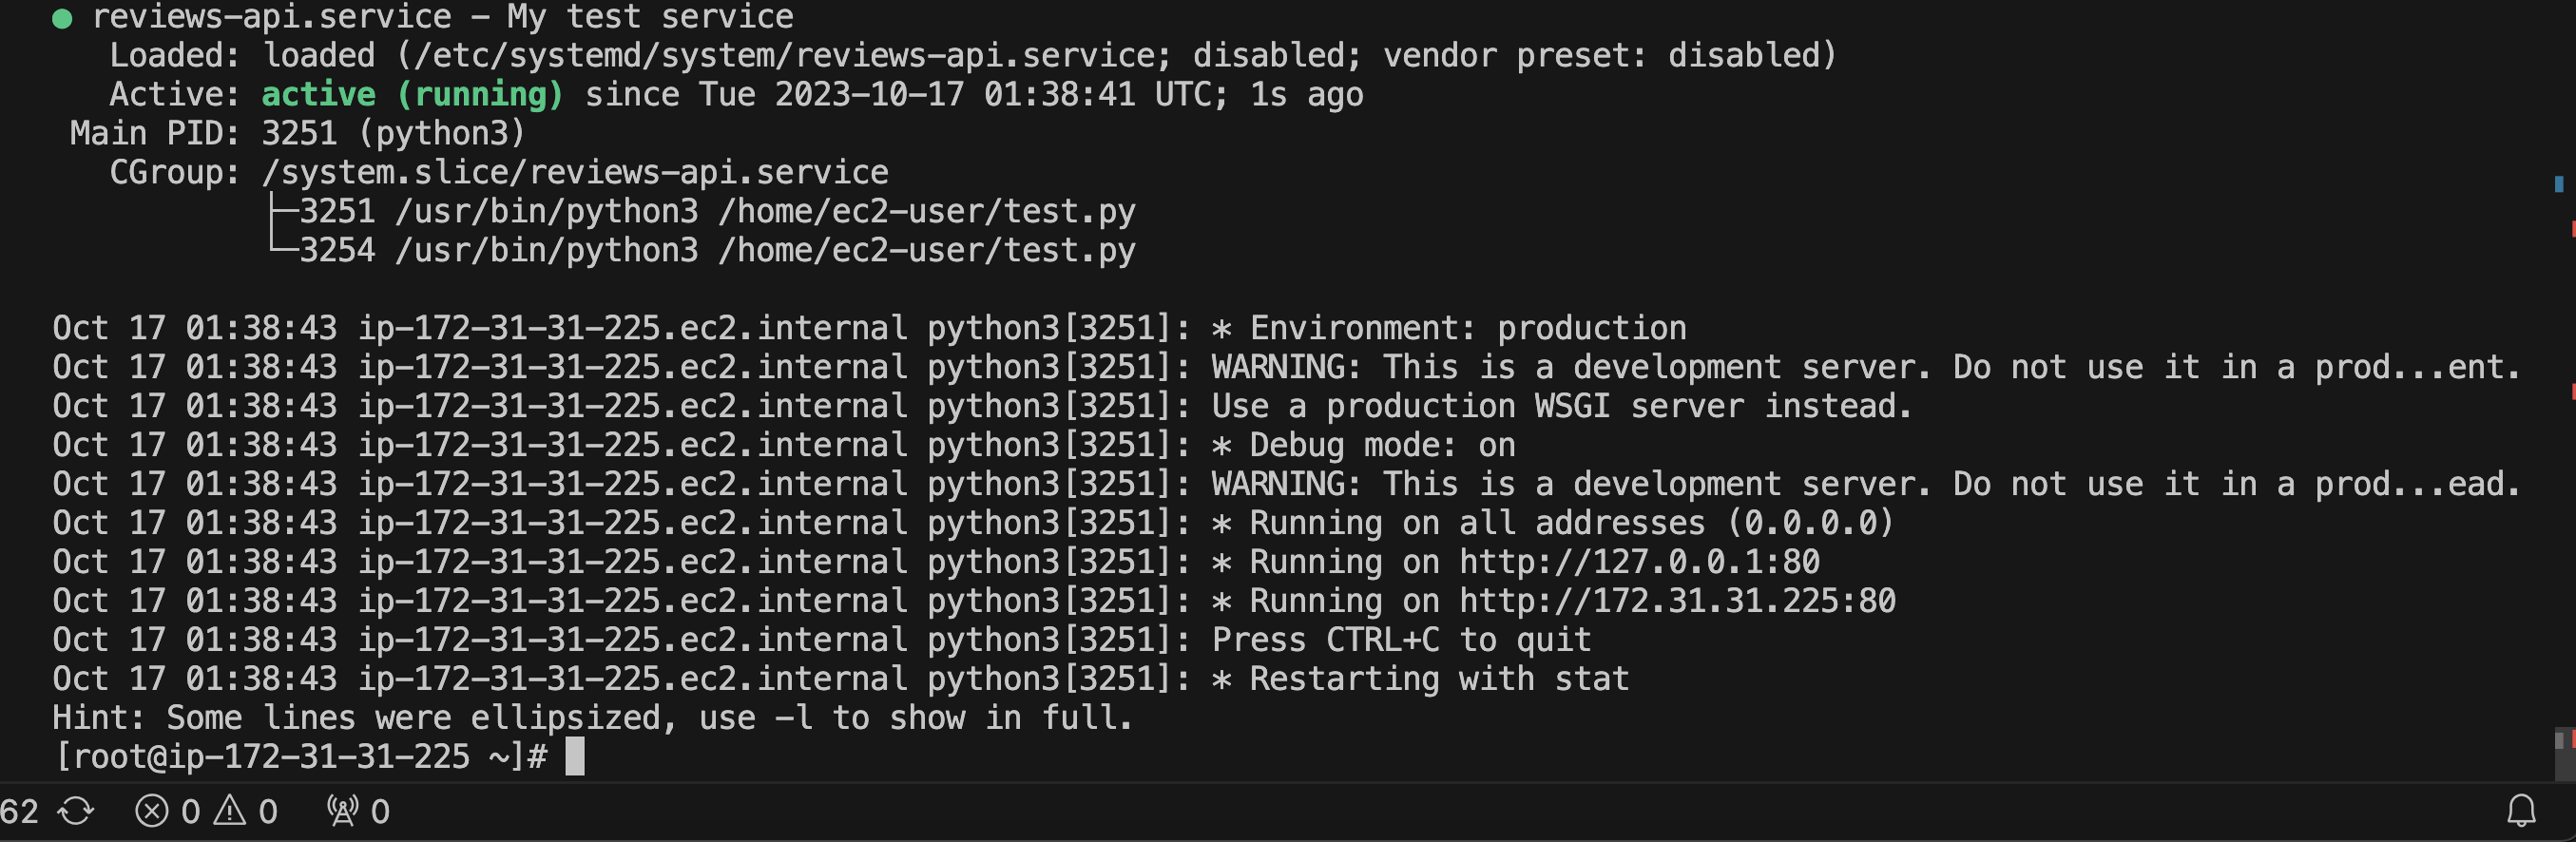 ● reviews-api.service - My test service
Loaded: loaded (/etc/systemd/system/reviews-api.service; disabled; vendor preset: disabled)
Active: active (running) since Tue 2023-10-17 01:38:41 UTC; 1s ago
Main PID: 3251 (python3)
CGroup: /system.slice/reviews-api.service
├─3251 /usr/bin/python3 /home/ec2-user/test.py
└─3254 /usr/bin/python3 /home/ec2-user/test.py
Oct 17 01:38:43 ip-172-31-31-225.ec2.internal python3[3251]: * Environment: production
Oct 17 01:38:43 ip-172-31-31-225.ec2.internal python3[3251]: WARNING: This is a development server. Do not use it in a prod...ent.
Oct 17 01:38:43 ip-172-31-31-225.ec2.internal python3[3251]: Use a production WSGI server instead.
Oct 17 01:38:43 ip-172-31-31-225.ec2.internal python3[3251]: * Debug mode: on
Oct 17 01:38:43 ip-172-31-31-225.ec2.internal python3[3251]: WARNING: This is a development server. Do not use it in a prod...ead.
Oct 17 01:38:43 ip-172-31-31-225.ec2.internal python3[3251]: * Running on all addresses (0.0.0.0)
Oct 17 01:38:43 ip-172-31-31-225.ec2.internal python3[3251]: * Running on http://127.0.0.1:80
Oct 17 01:38:43 ip-172-31-31-225.ec2.internal python3[3251]: * Running on http://172.31.31.225:80
Oct 17 01:38:43 ip-172-31-31-225.ec2.internal python3[3251]: Press CTRL+C to quit
Oct 17 01:38:43 ip-172-31-31-225.ec2.internal python3[3251]: * Restarting with stat
Hint: Some lines were ellipsized, use -l to show in full.
[root@ip-172-31-31-225 ~]#
62 0 0 0